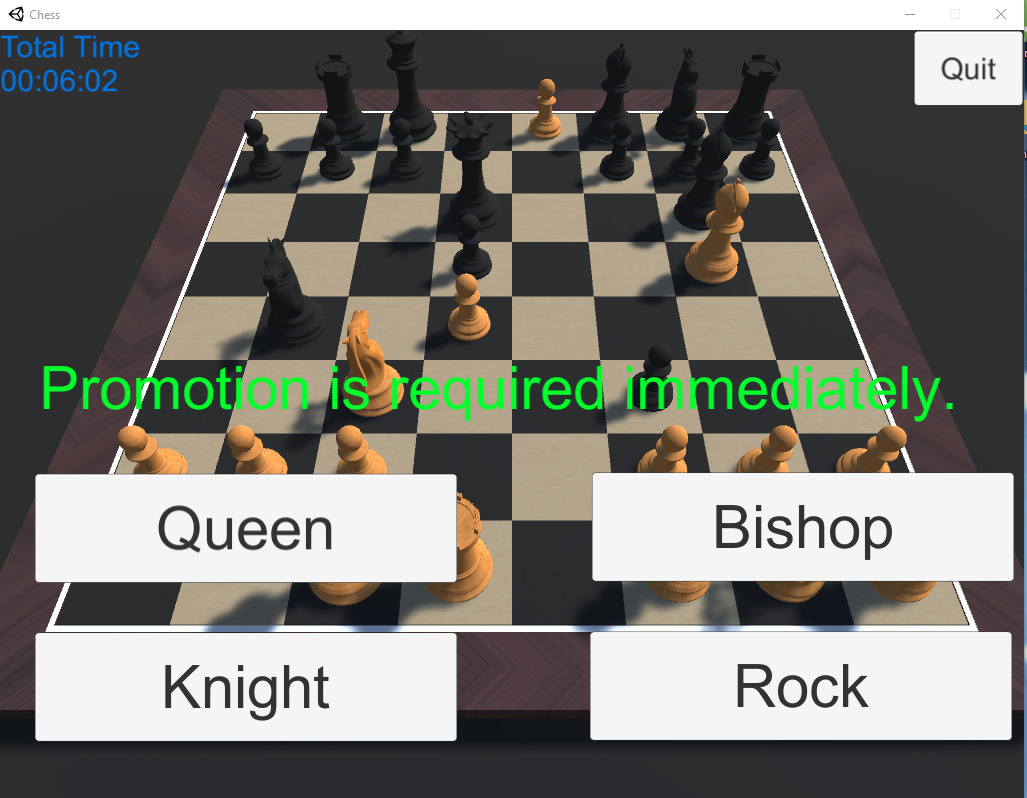 Chess
Total Time
00:06:02
Quit
Promotion is required immediately.
Queen
Bishop
Knight
Rock